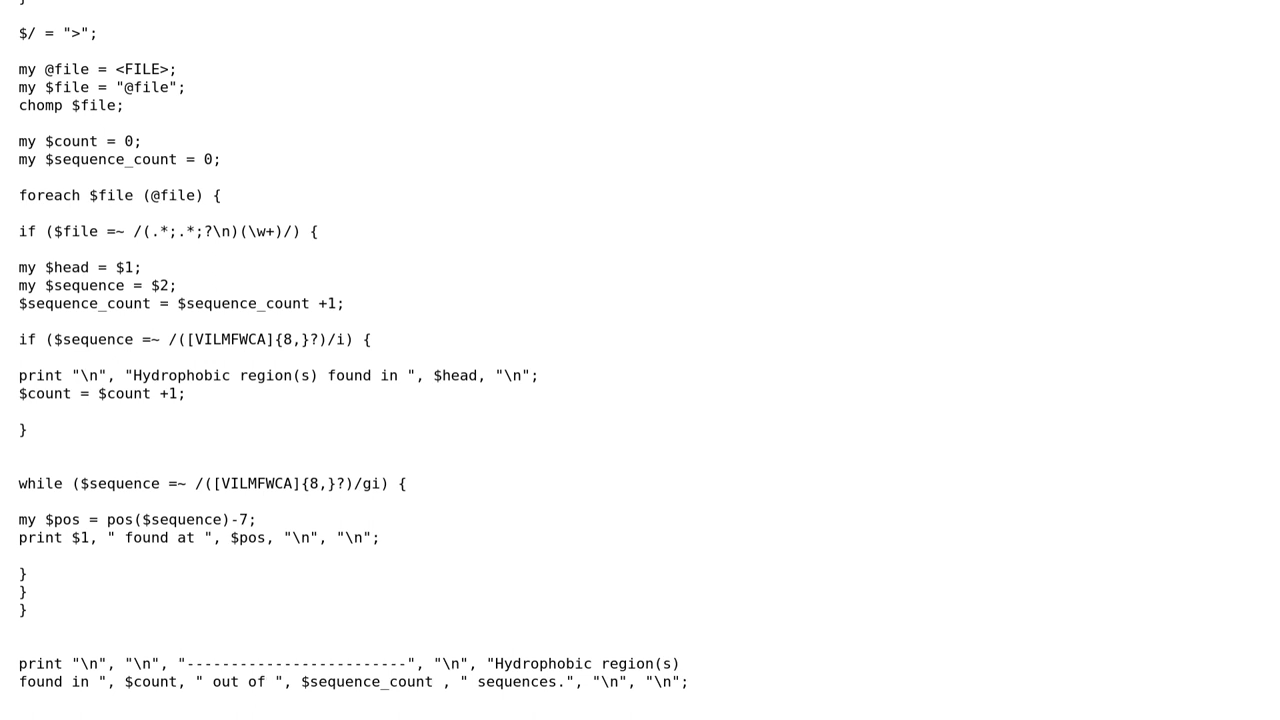 }
$/ = ">";
my @file = <FILE>;
my $file = "@file";
chomp $file;
my $count = 0;
my $sequence_count = 0;
foreach $file (@file) {
if ($file =~ /(.*;.*;?\n)(\w+)/) {
my $head = $1;
my $sequence = $2;
$sequence_count = $sequence_count +1;
if ($sequence =~ /([VILMFWCA]{8,}?)/i) {
print "\n", "Hydrophobic region(s) found in ", $head, "\n";
$count = $count +1;
}
while ($sequence =~ /([VILMFWCA]{8,}?)/gi) {
my $pos = pos($sequence)-7;
print $1, " found at ", $pos, "\n", "\n";
}
}
}
print "\n", "\n", "-------------------------", "\n", "Hydrophobic region(s)
found in ", $count, " out of ", $sequence_count , " sequences.", "\n", "\n";